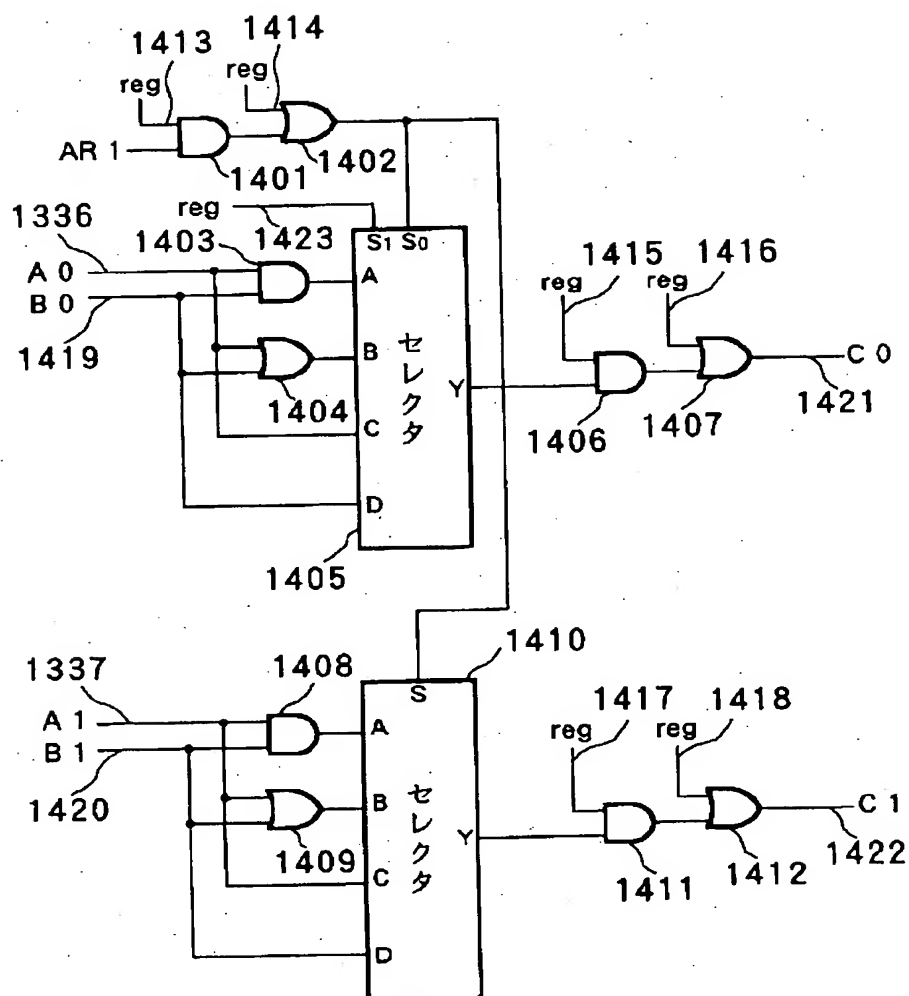 1413
1414
reg
reg
AR 1
1401
1402
reg
1423
1336
1403
S1
S0
1415
1416
A 0
A
reg
reg
B 0
1419
B
セレクタ
C 0
1404
Y
1421
C
1406
1407
D
1405
1410
1337
1408
S
1417
1418
A 1
A
reg
reg
B 1
1420
B
セレクタ
C 1
Y
1409
1422
C
1411
1412
D